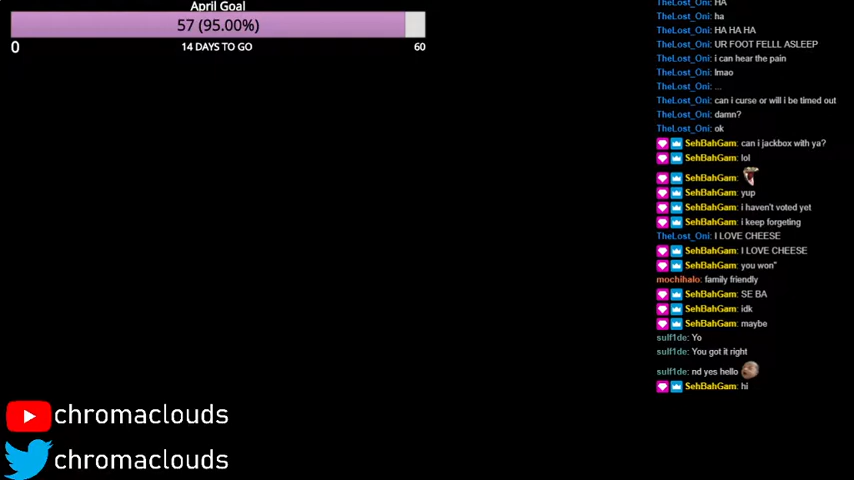 April Goal
57 (95.00%)
0 14 DAYS TO GO 60
TheLost_Oni: HA
TheLost_Oni: ha
TheLost_Oni: HA HA HA
TheLost_Oni: UR FOOT FELLL ASLEEP
TheLost_Oni: i can hear the pain
TheLost_Oni: lmao
TheLost_Oni: ...
TheLost_Oni: can i curse or will i be timed out
TheLost_Oni: damn?
TheLost_Oni: ok
SehBahGam: can i jackbox with ya?
SehBahGam: lol
SehBahGam:
SehBahGam: yup
SehBahGam: i haven't voted yet
SehBahGam: i keep forgeting
TheLost_Oni: I LOVE CHEESE
SehBahGam: I LOVE CHEESE
SehBahGam: you won"
mochihalo: family friendly
SehBahGam: SE BA
SehBahGam: idk
SehBahGam: maybe
sulf1de: Yo
sulf1de: You got it right
sulf1de: nd yes hello
SehBahGam: hi
chromaclouds
chromaclouds